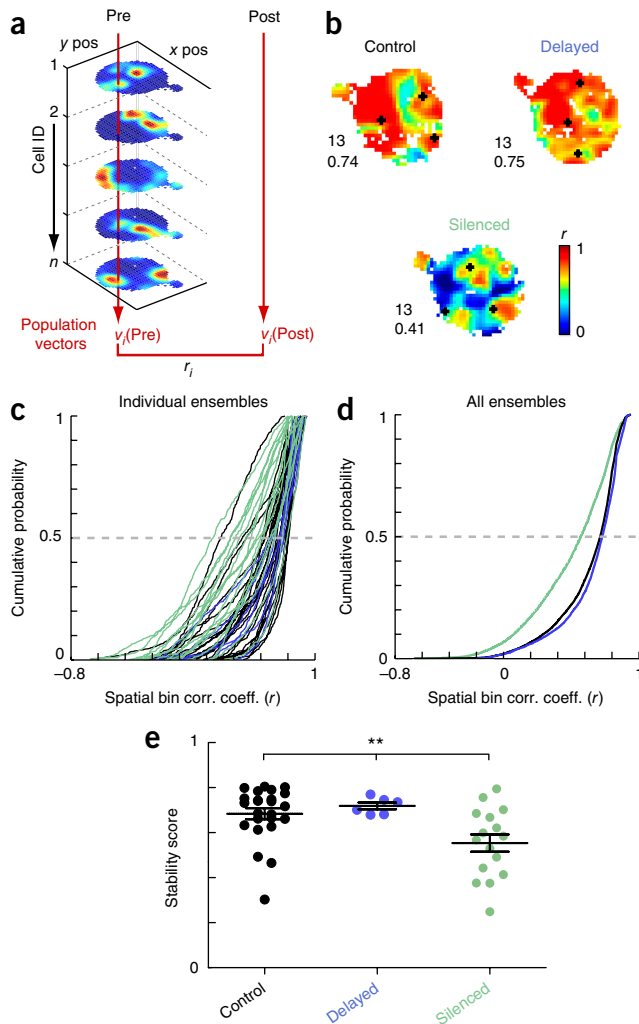 a
Pre
Post
y pos
x pos
1
2
Cell ID
n
Population
vectors
vi(Pre)
vi(Post)
ri
b
Control
Delayed
13
0.74
13
0.75
Silenced
13
0.41
r
1
0
c
Individual ensembles
Cumulative probability
1
0.5
0
–0.8
1
Spatial bin corr. coeff. (r)
d
All ensembles
Cumulative probability
1
0.5
0
–0.8
0
1
Spatial bin corr. coeff. (r)
e
Stability score
1
0
**
Control
Delayed
Silenced